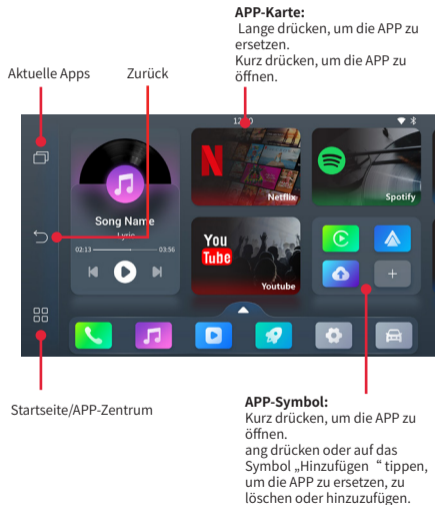 APP-Karte:
Lange drücken, um die APP zu
ersetzen.
Kurz drücken, um die APP zu
öffnen.
Aktuelle Apps
Zurück
Netflix
Spotify
Song Name
Lyric
02:13
03:56
You
Tube
Youtube
Startseite/APP-Zentrum
APP-Symbol:
Kurz drücken, um die APP zu
öffnen.
ang drücken oder auf das
Symbol „Hinzufügen “ tippen,
um die APP zu ersetzen, zu
löschen oder hinzuzufügen.